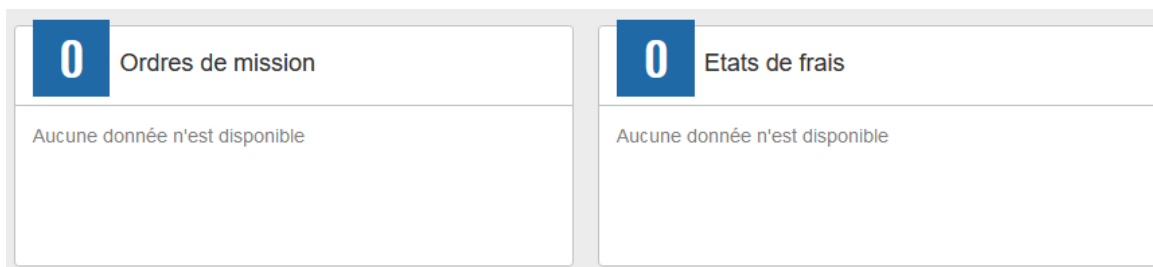 0 Ordres de mission
Aucune donnée n'est disponible
0 Etats de frais
Aucune donnée n'est disponible